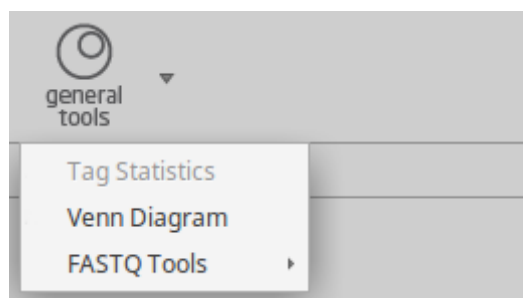 general
tools
Tag Statistics
Venn Diagram
FASTQ Tools